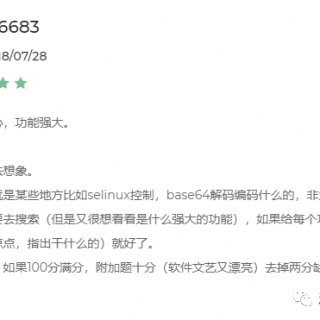 6683
8/07/28
，功能强大。
想象。
是某些地方比如selinux控制，base64解码编码什么的，非
去搜索（但是又很想看看是什么强大的功能），如果给每个
点，指出干什么的）就好了。
如果100分满分，附加题十分（软件文艺又漂亮）去掉两分